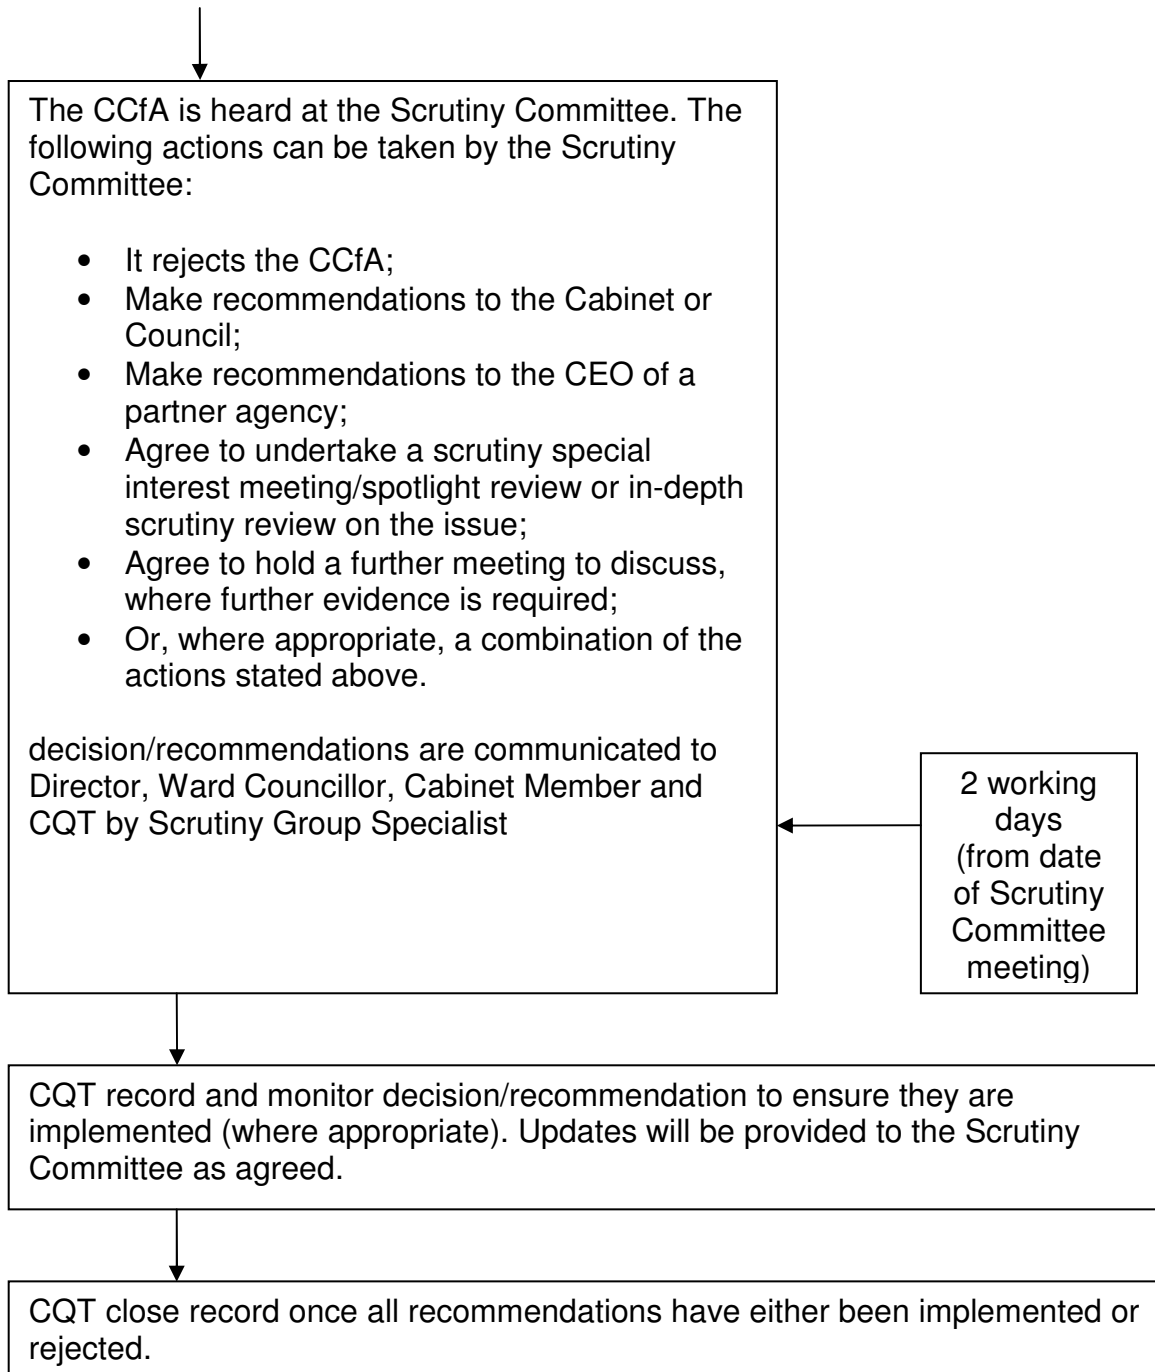 The CCfA is heard at the Scrutiny Committee. The
following actions can be taken by the Scrutiny
Committee:
• It rejects the CCfA;
• Make recommendations to the Cabinet or
Council;
• Make recommendations to the CEO of a
partner agency;
• Agree to undertake a scrutiny special
interest meeting/spotlight review or in-depth
scrutiny review on the issue;
• Agree to hold a further meeting to discuss,
where further evidence is required;
• Or, where appropriate, a combination of the
actions stated above.
decision/recommendations are communicated to
Director, Ward Councillor, Cabinet Member and
CQT by Scrutiny Group Specialist
2 working
days
(from date
of Scrutiny
Committee
meeting)
CQT record and monitor decision/recommendation to ensure they are
implemented (where appropriate). Updates will be provided to the Scrutiny
Committee as agreed.
CQT close record once all recommendations have either been implemented or
rejected.